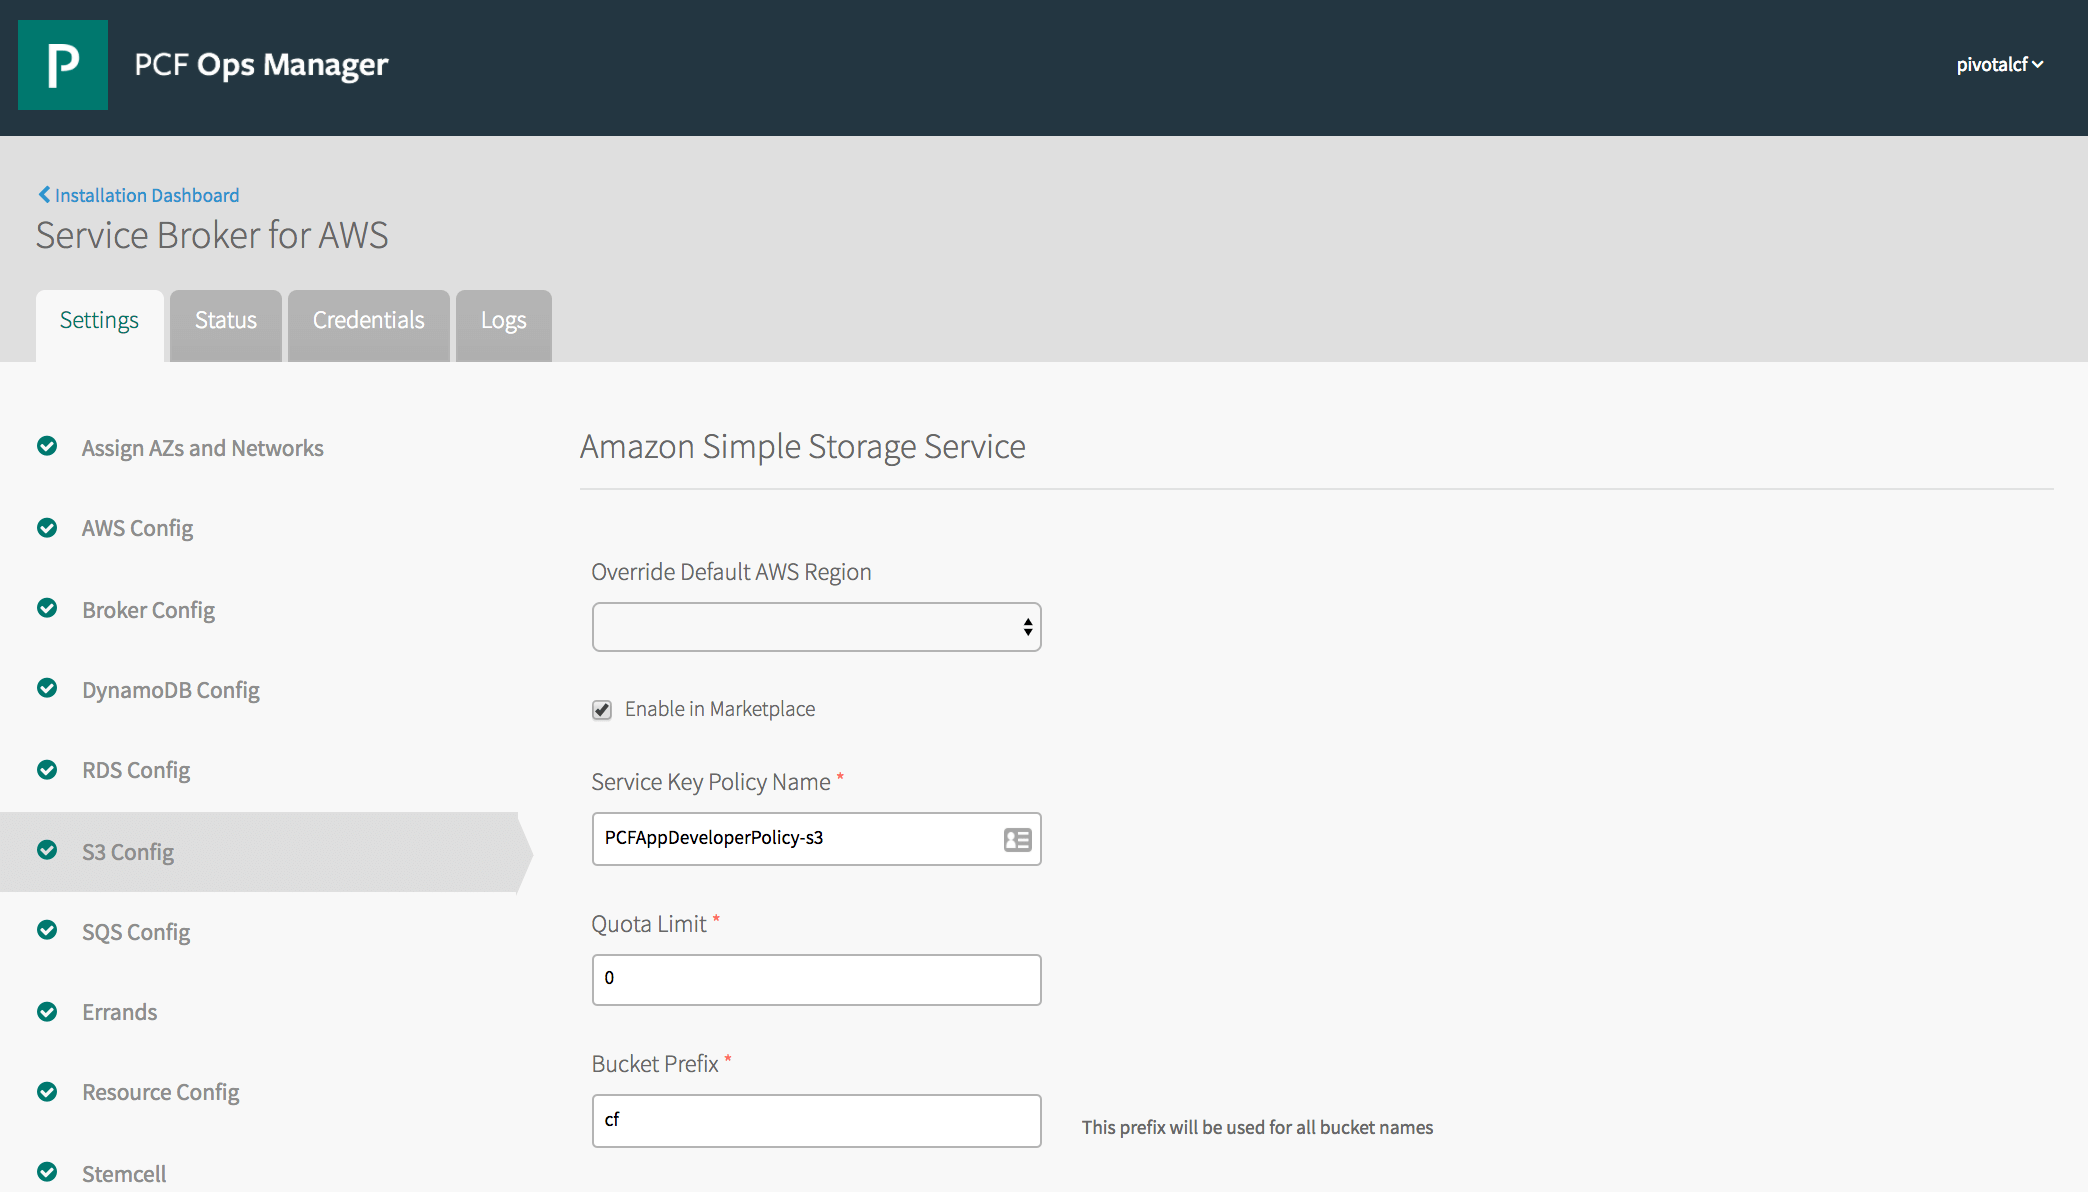 P
PCF Ops Manager
pivotalcf
Installation Dashboard
Service Broker for AWS
Settings
Status
Credentials
Logs
Assign AZs and Networks
AWS Config
Broker Config
DynamoDB Config
RDS Config
S3 Config
SQS Config
Errands
Resource Config
Stemcell
Amazon Simple Storage Service
Override Default AWS Region
Enable in Marketplace
Service Key Policy Name *
PCFAppDeveloperPolicy-s3
Quota Limit *
0
Bucket Prefix *
cf
This prefix will be used for all bucket names